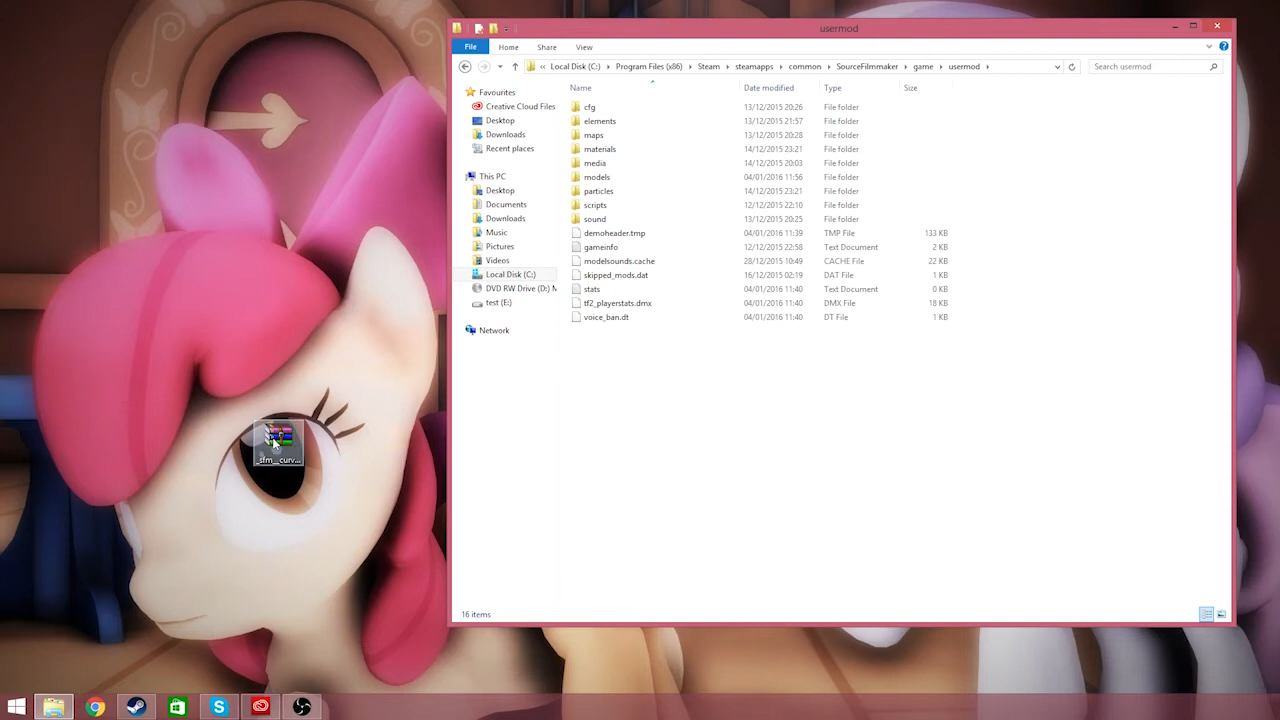 usermod
File Home Share View
« Local Disk (C:) Program Files (x86) Steam steamapps common SourceFilmmaker game usermod Search usermod
Name Date modified Type Size
Favourites
Creative Cloud Files
Desktop
Downloads
Recent places
This PC
Desktop
Documents
Downloads
Music
Pictures
Videos
Local Disk (C:)
DVD RW Drive (D:) M
test (E:)
Network
cfg 13/12/2015 20:26 File folder
elements 13/12/2015 21:57 File folder
maps 13/12/2015 20:28 File folder
materials 14/12/2015 23:21 File folder
media 14/12/2015 20:03 File folder
models 04/01/2016 11:56 File folder
particles 14/12/2015 23:21 File folder
scripts 12/12/2015 22:10 File folder
sound 13/12/2015 20:25 File folder
demoheader.tmp 04/01/2016 11:39 TMP File 133 KB
gameinfo 12/12/2015 22:58 Text Document 2 KB
modelsounds.cache 28/12/2015 10:49 CACHE File 22 KB
skipped_mods.dat 16/12/2015 02:19 DAT File 1 KB
stats 04/01/2016 11:40 Text Document 0 KB
tf2_playerstats.dmx 04/01/2016 11:40 DMX File 18 KB
voice_ban.dt 04/01/2016 11:40 DT File 1 KB
_sfm__curv...
16 items